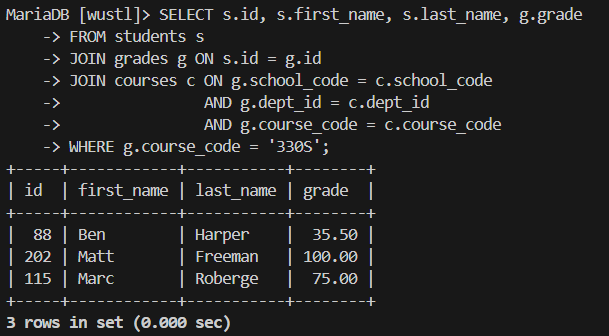 MariaDB [wustl]> SELECT s.id, s.first_name, s.last_name, g.grade
    -> FROM students s
    -> JOIN grades g ON s.id = g.id
    -> JOIN courses c ON g.school_code = c.school_code
    ->             AND g.dept_id = c.dept_id
    ->             AND g.course_code = c.course_code
    -> WHERE g.course_code = '330S';
+-----+------------+-----------+--------+
| id  | first_name | last_name | grade  |
+-----+------------+-----------+--------+
|  88 | Ben        | Harper    |  35.50 |
| 202 | Matt       | Freeman   | 100.00 |
| 115 | Marc       | Roberge   |  75.00 |
+-----+------------+-----------+--------+
3 rows in set (0.000 sec)